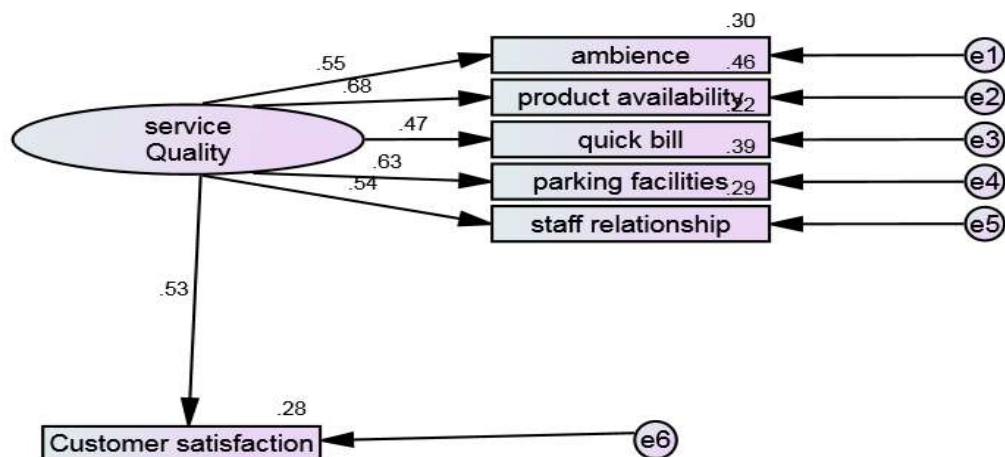 .30
ambience
e1
.55
.46
.68
product availability
e2
.22
service
Quality
.47
quick bill
e3
.39
.63
parking facilities
e4
.29
.54
staff relationship
e5
.53
.28
Customer satisfaction
e6